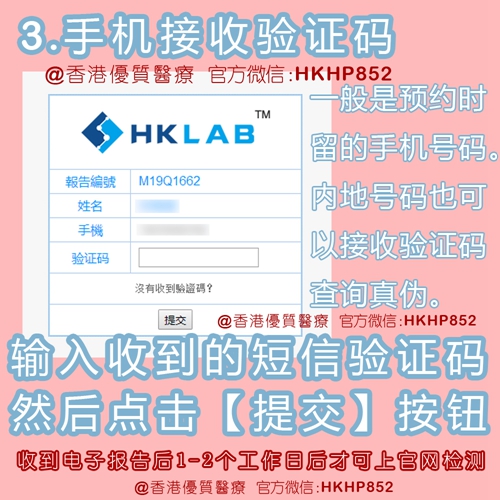 3.手机接收验证码
@香港優質醫療 官方微信:HKHP852
一般是预约时
留的手机号码。
内地号码也可
以接收验证码
查询真伪。
HKLAB™
報告編號 M19Q1662
姓名
手機
验证码
沒有收到驗證碼?
提交
@香港優質醫療 官方微信:HKHP852
输入收到的短信验证码
然后点击【提交】按钮
收到电子报告后1-2个工作日后才可上官网检测
@香港優質醫療 官方微信:HKHP852